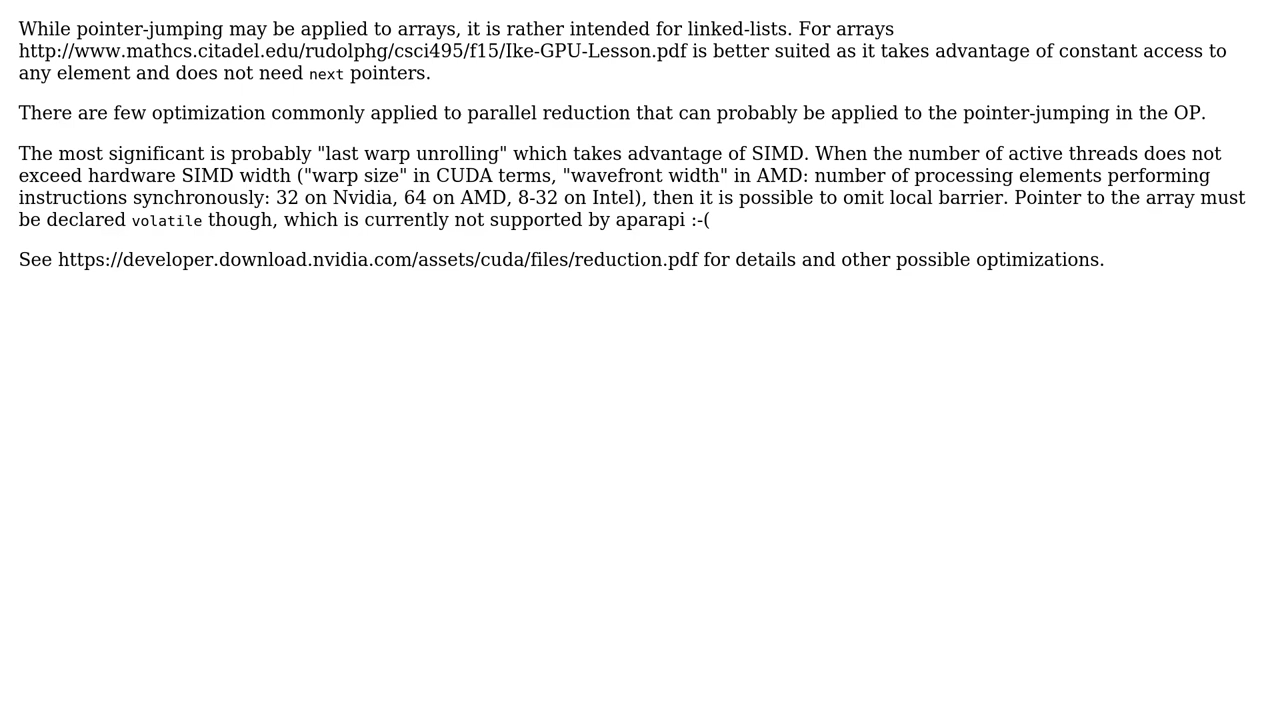 While pointer-jumping may be applied to arrays, it is rather intended for linked-lists. For arrays
http://www.mathcs.citadel.edu/rudolphg/csci495/f15/Ike-GPU-Lesson.pdf is better suited as it takes advantage of constant access to
any element and does not need next pointers.
There are few optimization commonly applied to parallel reduction that can probably be applied to the pointer-jumping in the OP.
The most significant is probably "last warp unrolling" which takes advantage of SIMD. When the number of active threads does not
exceed hardware SIMD width ("warp size" in CUDA terms, "wavefront width" in AMD: number of processing elements performing
instructions synchronously: 32 on Nvidia, 64 on AMD, 8-32 on Intel), then it is possible to omit local barrier. Pointer to the array must
be declared volatile though, which is currently not supported by aparapi :-(
See https://developer.download.nvidia.com/assets/cuda/files/reduction.pdf for details and other possible optimizations.